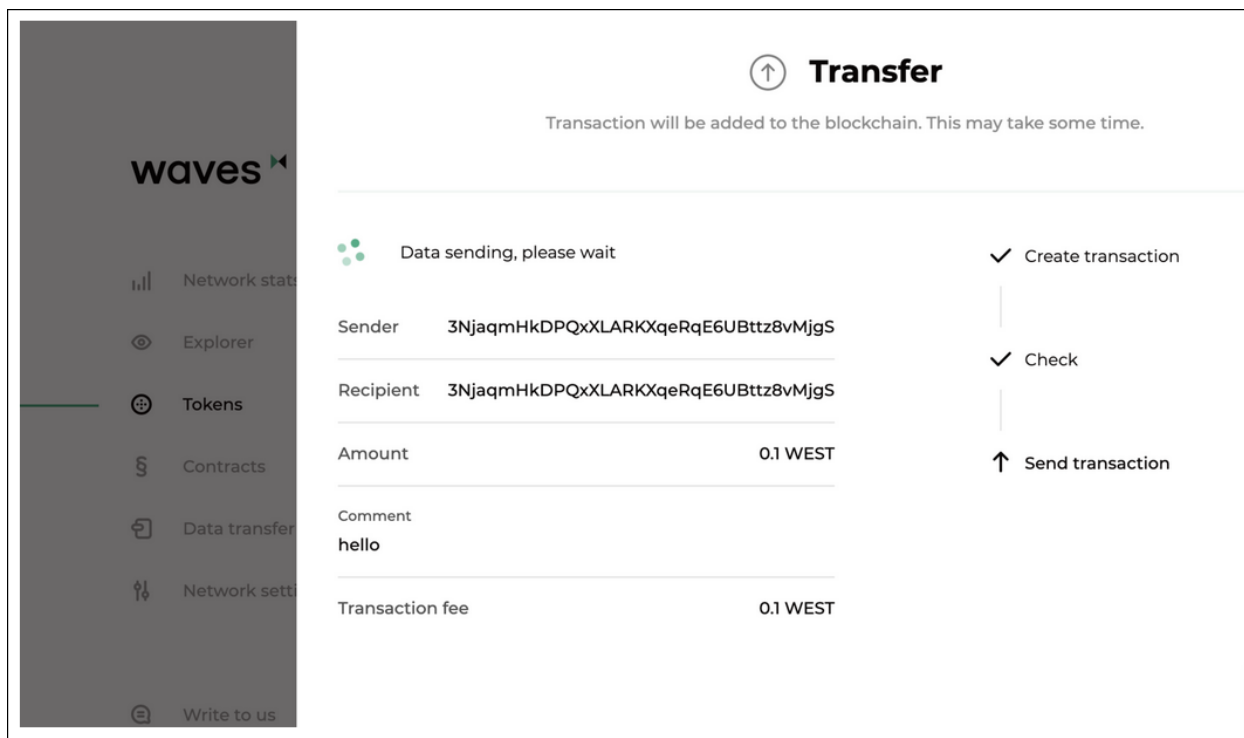 Transfer
Transaction will be added to the blockchain. This may take some time.
waves
Network stats
Explorer
Tokens
Contracts
Data transfer
Network setti
Write to us
Data sending, please wait
Sender 3NjaqmHkDPQxXLARKXqeRqE6UBttz8vMjgS
Recipient 3NjaqmHkDPQxXLARKXqeRqE6UBttz8vMjgS
Amount 0.1 WEST
Comment
hello
Transaction fee 0.1 WEST
Create transaction
Check
Send transaction